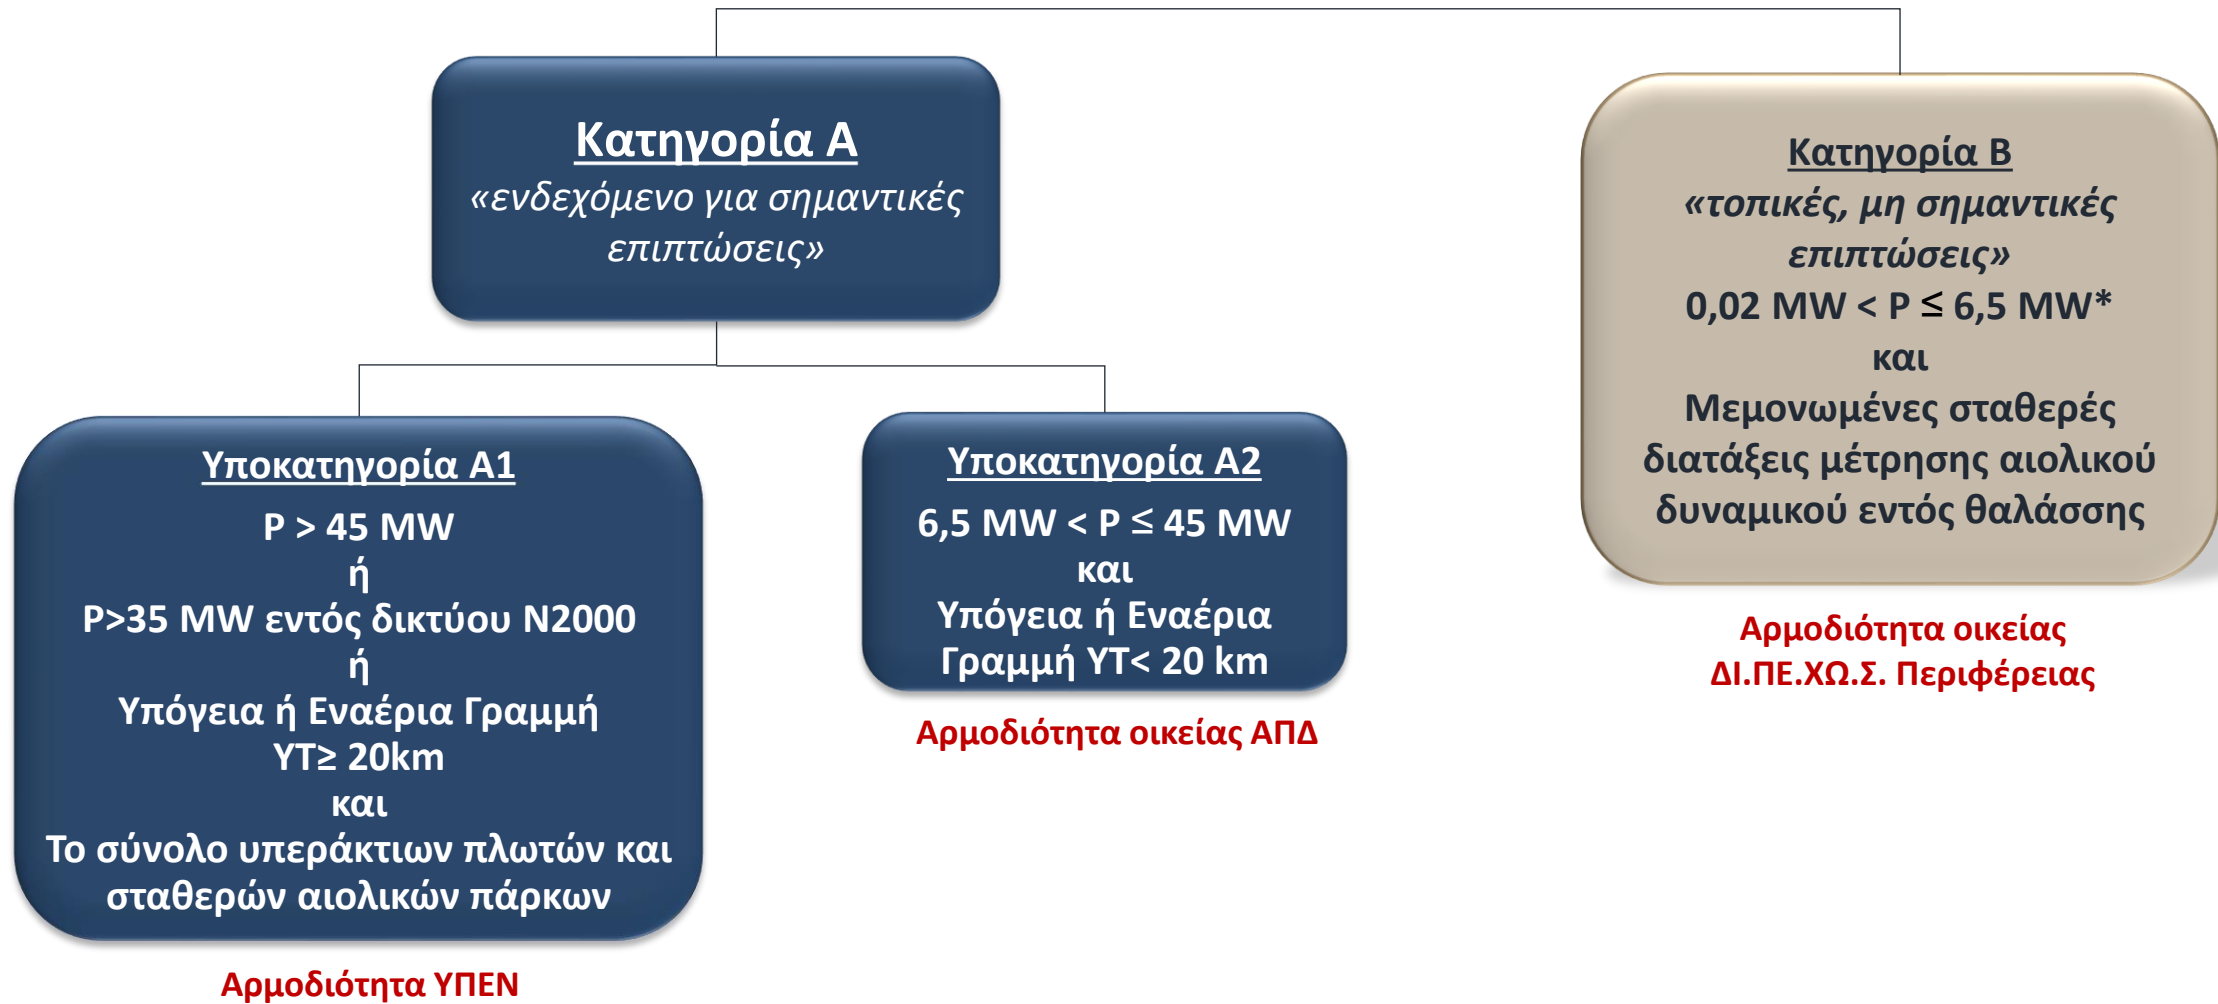 Κατηγορία Α
«ενδεχόμενο για σημαντικές
επιπτώσεις»
Κατηγορία Β
«τοπικές, μη σημαντικές
επιπτώσεις»
0,02 MW < P ≤ 6,5 MW*
και
Μεμονωμένες σταθερές
διατάξεις μέτρησης αιολικού
δυναμικού εντός θαλάσσης
Αρμοδιότητα οικείας
ΔΙ.ΠΕ.ΧΩ.Σ. Περιφέρειας
Υποκατηγορία Α1
P > 45 MW
ή
P>35 MW εντός δικτύου Ν2000
ή
Υπόγεια ή Εναέρια Γραμμή
ΥΤ≥ 20km
και
Το σύνολο υπεράκτιων πλωτών και
σταθερών αιολικών πάρκων
Αρμοδιότητα ΥΠΕΝ
Υποκατηγορία Α2
6,5 MW < P ≤ 45 MW
και
Υπόγεια ή Εναέρια
Γραμμή ΥΤ< 20 km
Αρμοδιότητα οικείας ΑΠΔ